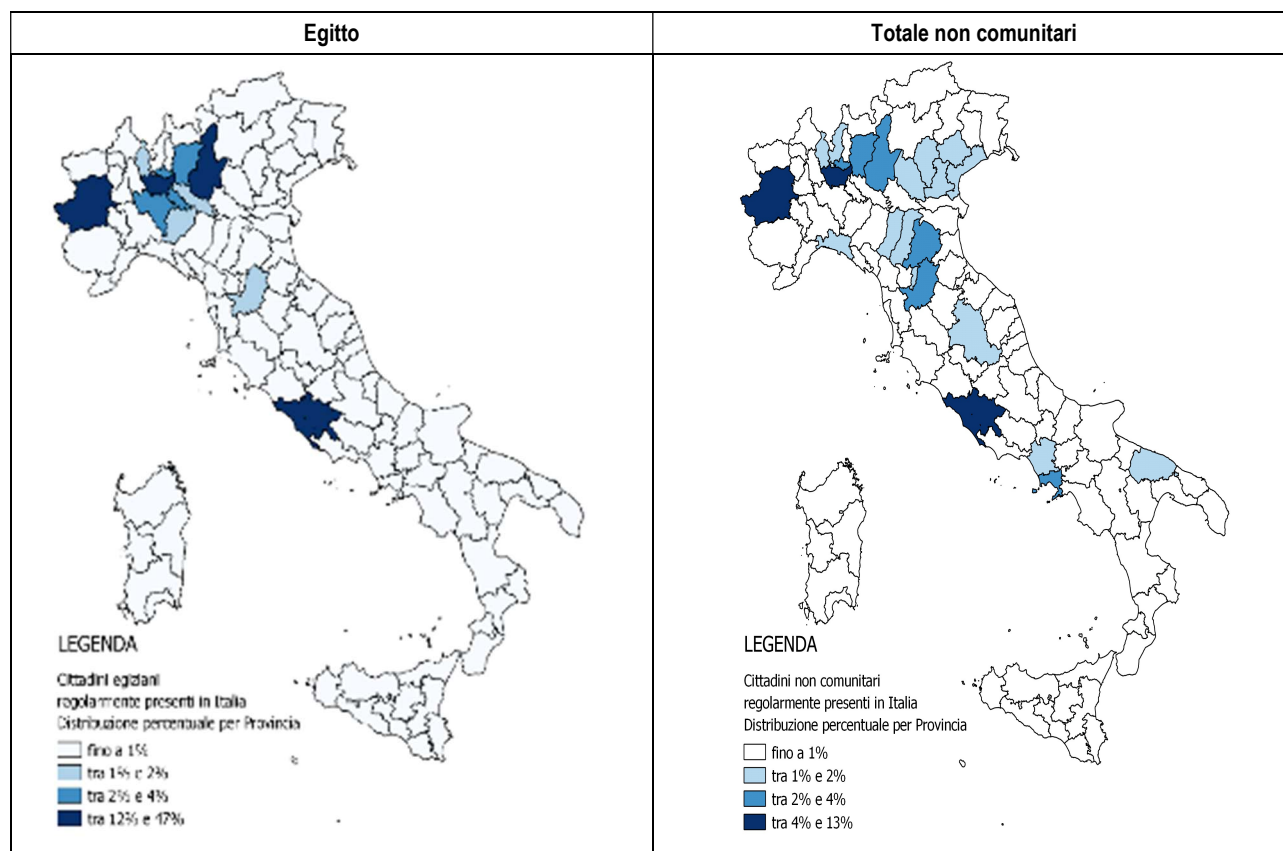 Egitto
Totale non comunitari
LEGENDA
Cittadini egiziani
regolarmente presenti in Italia
Distribuzione percentuale per Provincia
fino a 1%
tra 1% e 2%
tra 2% e 4%
tra 12% e 47%
LEGENDA
Cittadini non comunitari
regolarmente presenti in Italia
Distribuzione percentuale per Provincia
fino a 1%
tra 1% e 2%
tra 2% e 4%
tra 4% e 13%